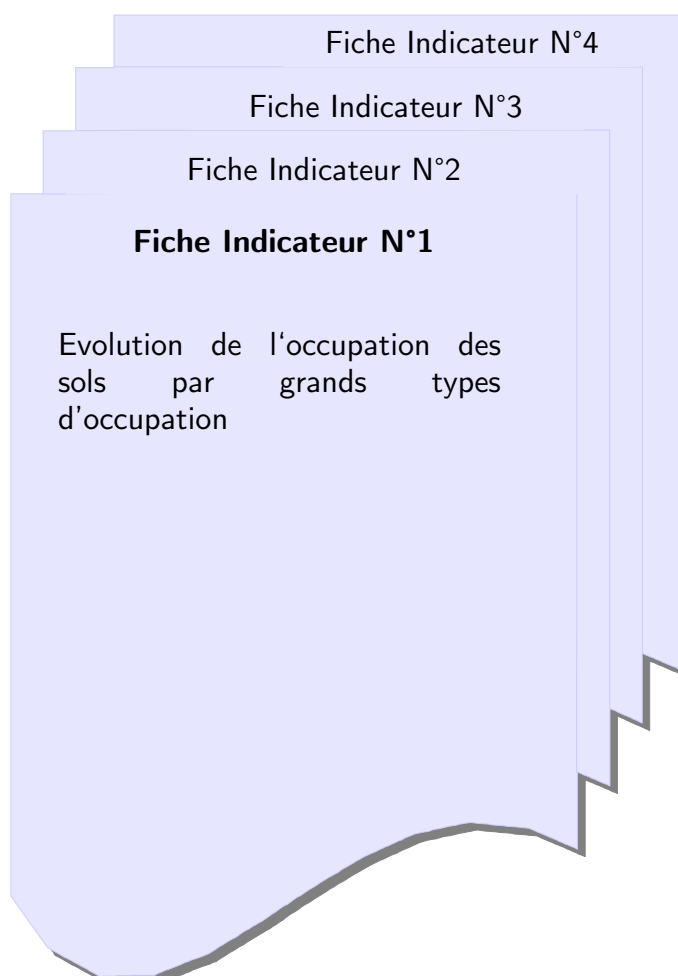 Fiche Indicateur N°4
Fiche Indicateur N°3
Fiche Indicateur N°2
Fiche Indicateur N°1
Evolution de l‘occupation des
sols par grands types
d’occupation